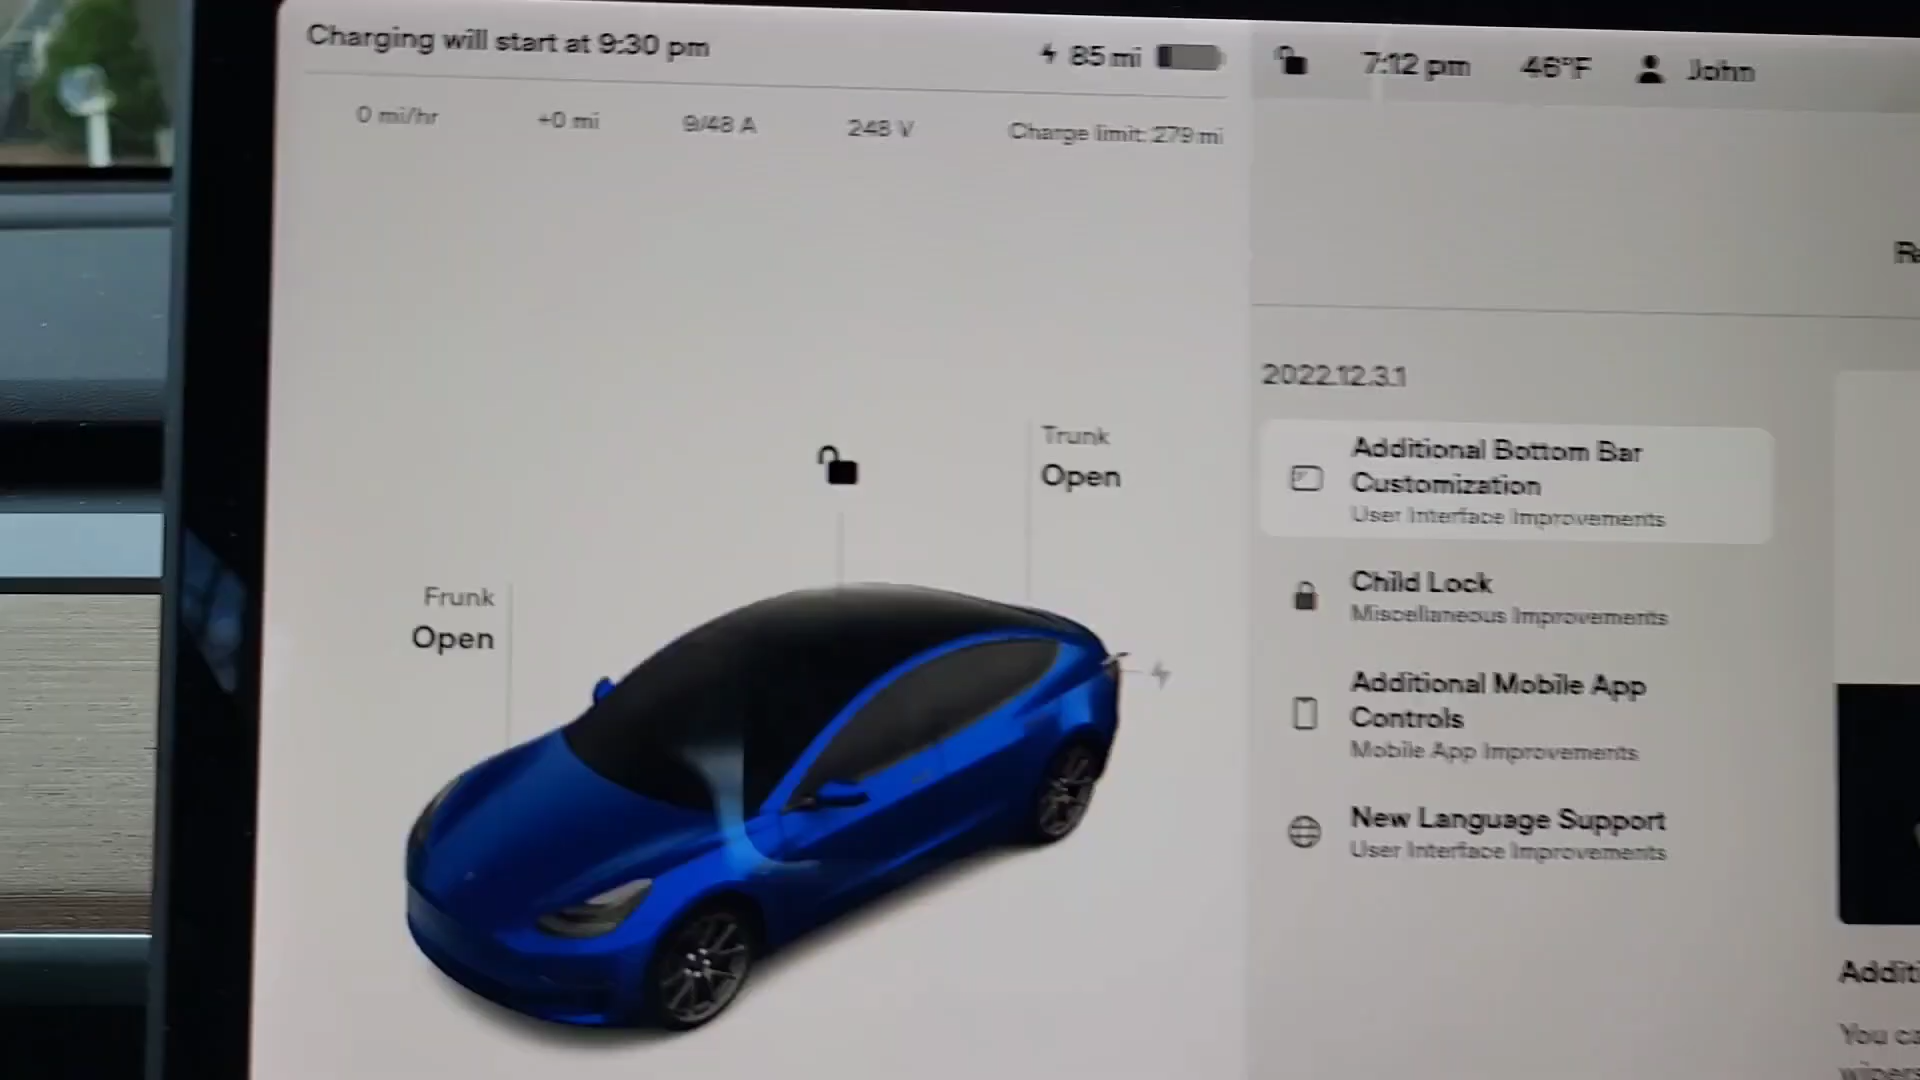 Charging will start at 9:30 pm
85 mi
0 mi/hr
+0 mi
9/48 A
248 V
Charge limit: 279 mi
7:12 pm
46°F
John
2022.12.3.1
Trunk
Open
Frunk
Open
Additional Bottom Bar
Customization
User Interface Improvements
Child Lock
Miscellaneous Improvements
Additional Mobile App
Controls
Mobile App Improvements
New Language Support
User Interface Improvements
You